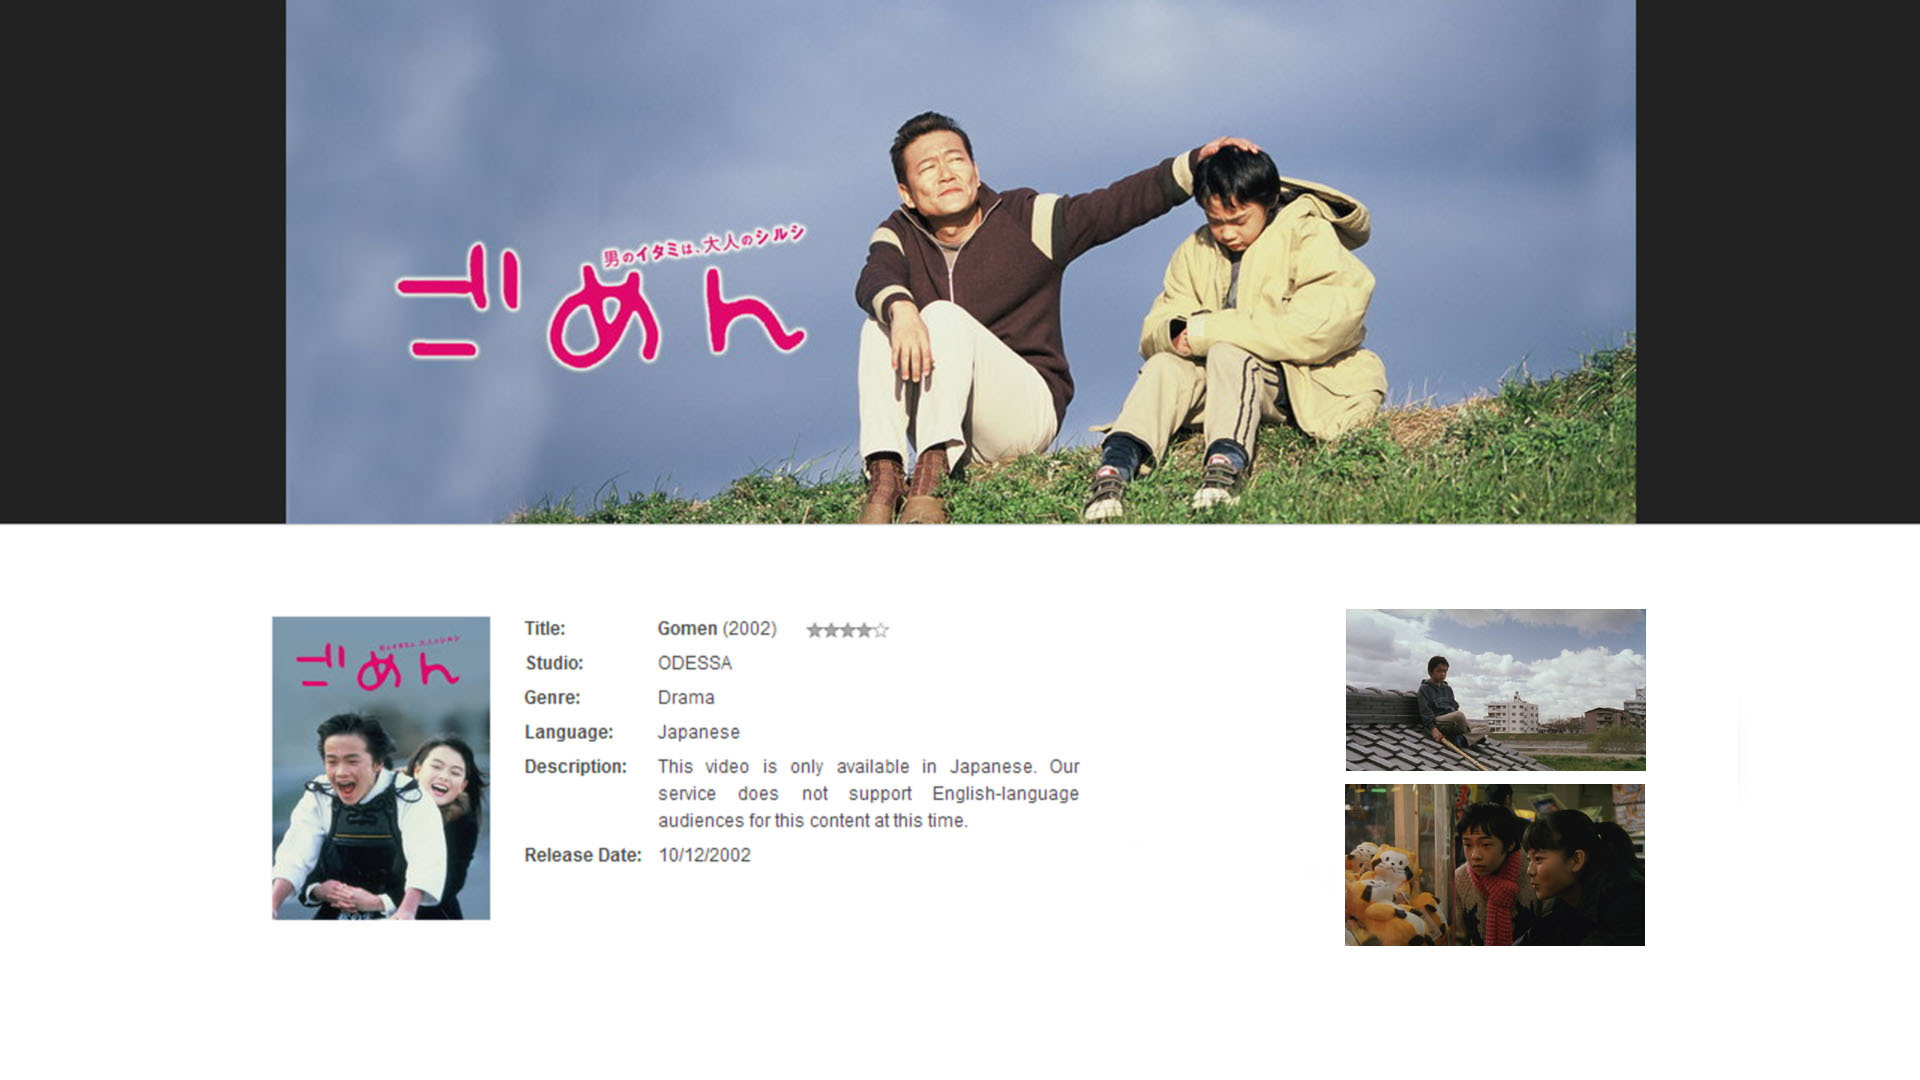 男のイタミは、大人のシルシ
ごめん
男のイタミは、大人のシルシ
ごめん
Title: Gomen (2002)
Studio: ODESSA
Genre: Drama
Language: Japanese
Description: This video is only available in Japanese. Our
service does not support English-language
audiences for this content at this time.
Release Date: 10/12/2002